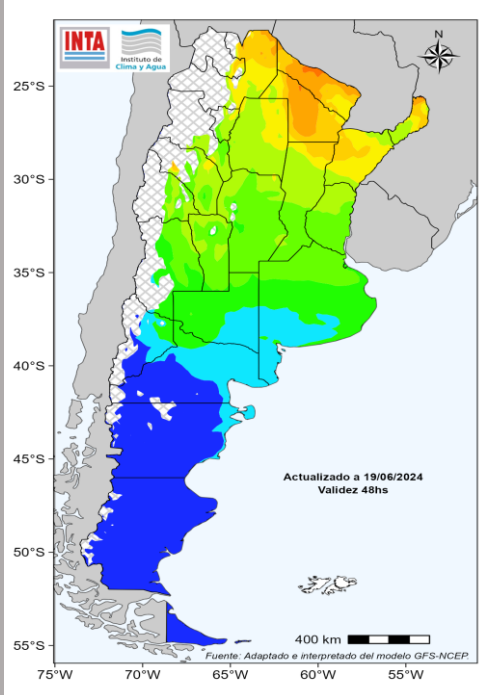 INTA
Instituto de
Clima y Agua
N
25°S
30°S
35°S
40°S
45°S
50°S
55°S
Actualizado a 19/06/2024
Validez 48hs
400 km
Fuente: Adaptado e interpretado del modelo GFS-NCEP.
75°W
70°W
65°W
60°W
55°W